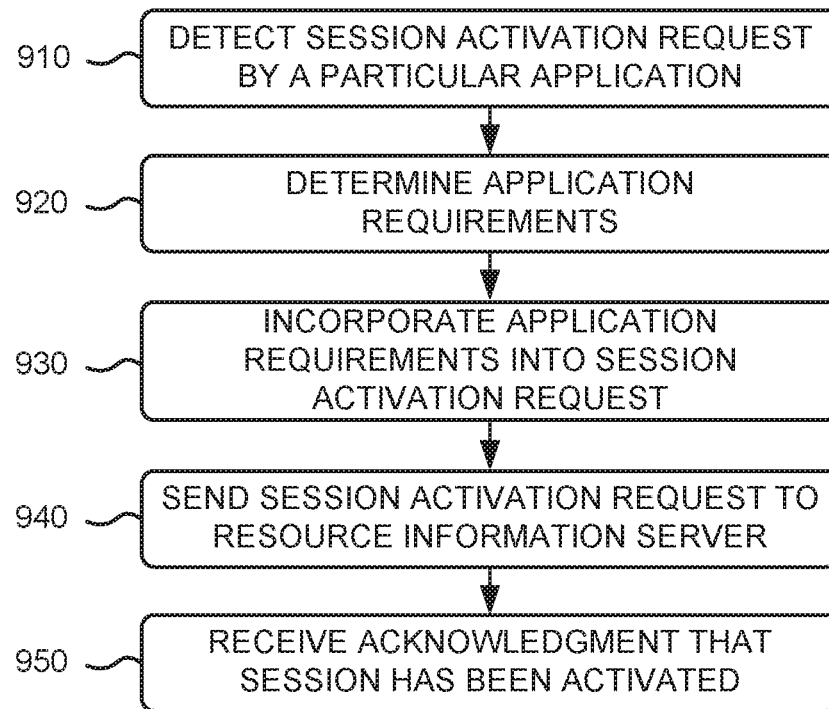 910
DETECT SESSION ACTIVATION REQUEST
BY A PARTICULAR APPLICATION
920
DETERMINE APPLICATION
REQUIREMENTS
930
INCORPORATE APPLICATION
REQUIREMENTS INTO SESSION
ACTIVATION REQUEST
940
SEND SESSION ACTIVATION REQUEST TO
RESOURCE INFORMATION SERVER
950
RECEIVE ACKNOWLEDGMENT THAT
SESSION HAS BEEN ACTIVATED